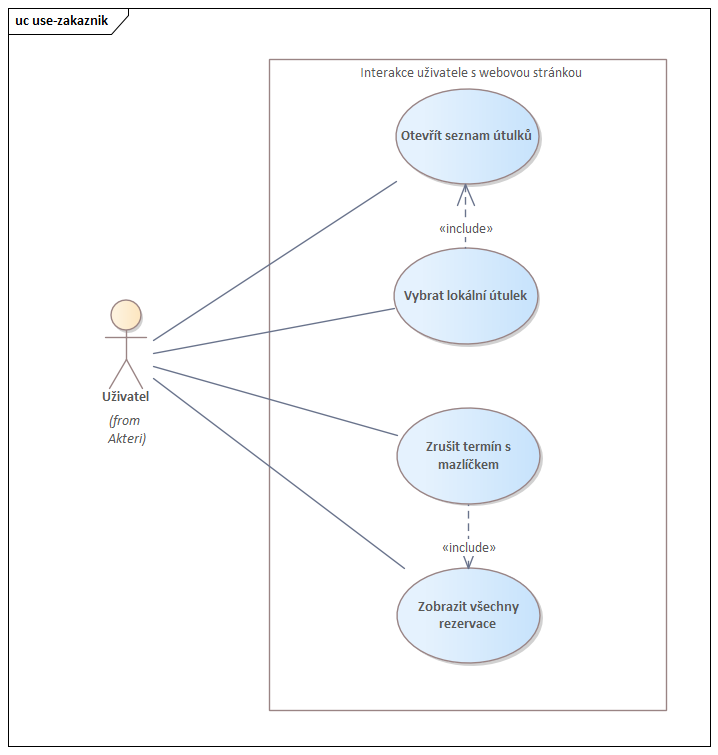 uc use-zakaznik
Interakce uživatele s webovou stránkou
Otevřít seznam útulků
«include»
Vybrat lokální útulek
Uživatel
(from
Akteri)
Zrušit termín s
mazlíčkem
«include»
Zobrazit všechny
rezervace